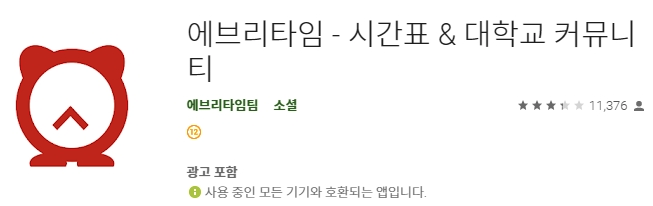 에브리타임 - 시간표 & 대학교 커뮤니
티
에브리타임팀 소셜 11,376
12
광고 포함
사용 중인 모든 기기와 호환되는 앱입니다.